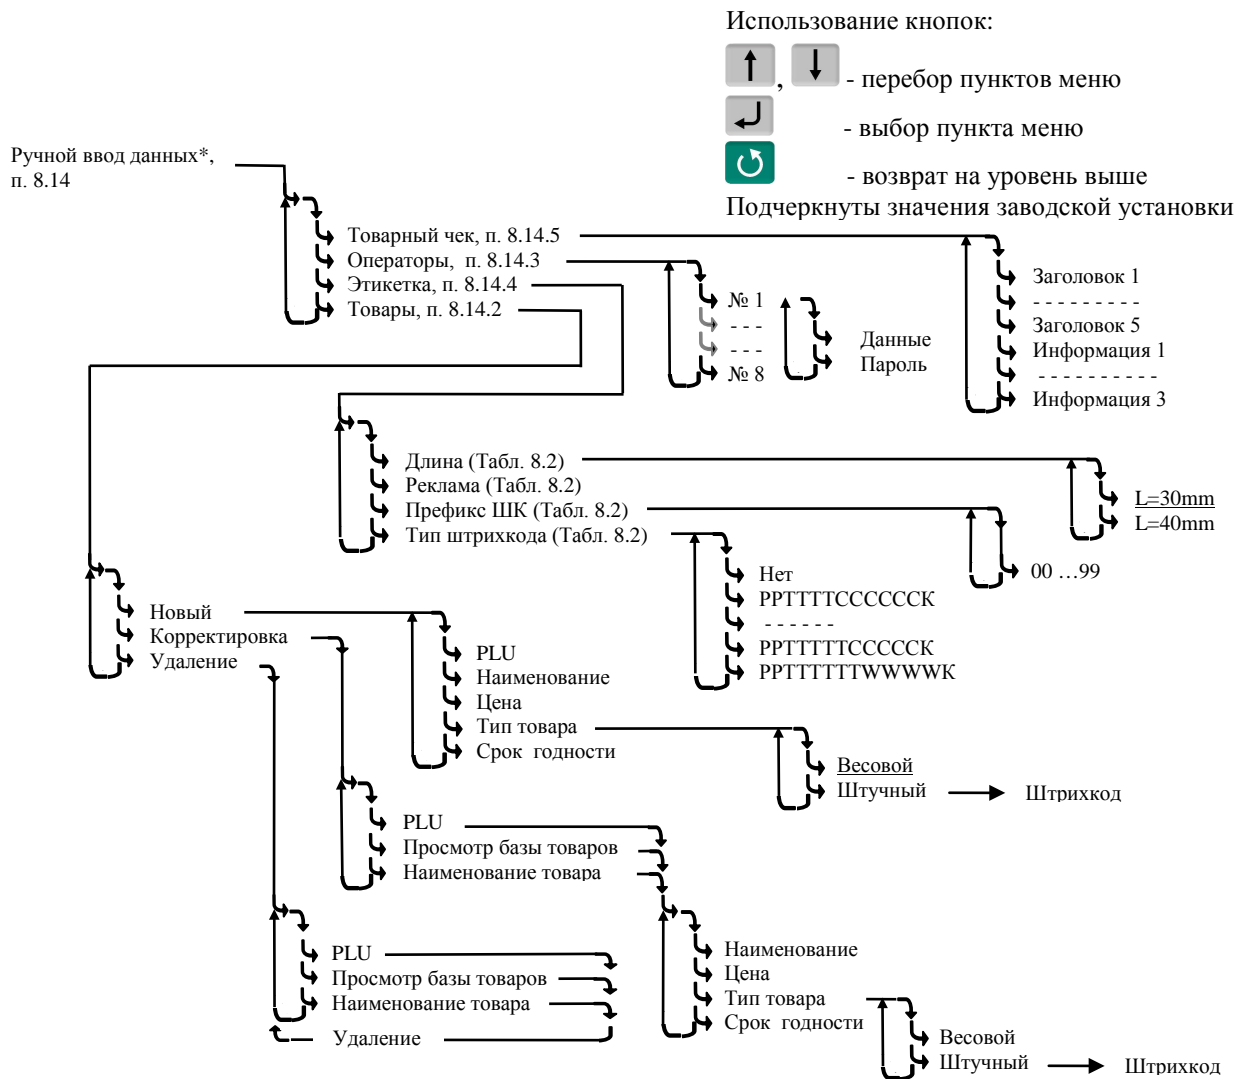 Использование кнопок:
, - перебор пунктов меню
- выбор пункта меню
- возврат на уровень выше
Подчеркнуты значения заводской установки
Ручной ввод данных*,
п. 8.14
Товарный чек, п. 8.14.5
Операторы, п. 8.14.3
Этикетка, п. 8.14.4
Товары, п. 8.14.2
№ 1
- - -
- - -
№ 8
Данные
Пароль
Заголовок 1
- - - - - - - - -
Заголовок 5
Информация 1
- - - - - - - - - -
Информация 3
Длина (Табл. 8.2)
Реклама (Табл. 8.2)
Префикс ШК (Табл. 8.2)
Тип штрихкода (Табл. 8.2)
L=30mm
L=40mm
00 …99
Нет
PPTTTTCCCCCCK
- - - - - -
PPTTTTTCCCCCK
PPTTTTTTWWWWK
Новый
Корректировка
Удаление
PLU
Наименование
Цена
Тип товара
Срок годности
Весовой
Штучный
Штрихкод
PLU
Просмотр базы товаров
Наименование товара
PLU
Просмотр базы товаров
Наименование товара
Удаление
Наименование
Цена
Тип товара
Срок годности
Весовой
Штучный
Штрихкод